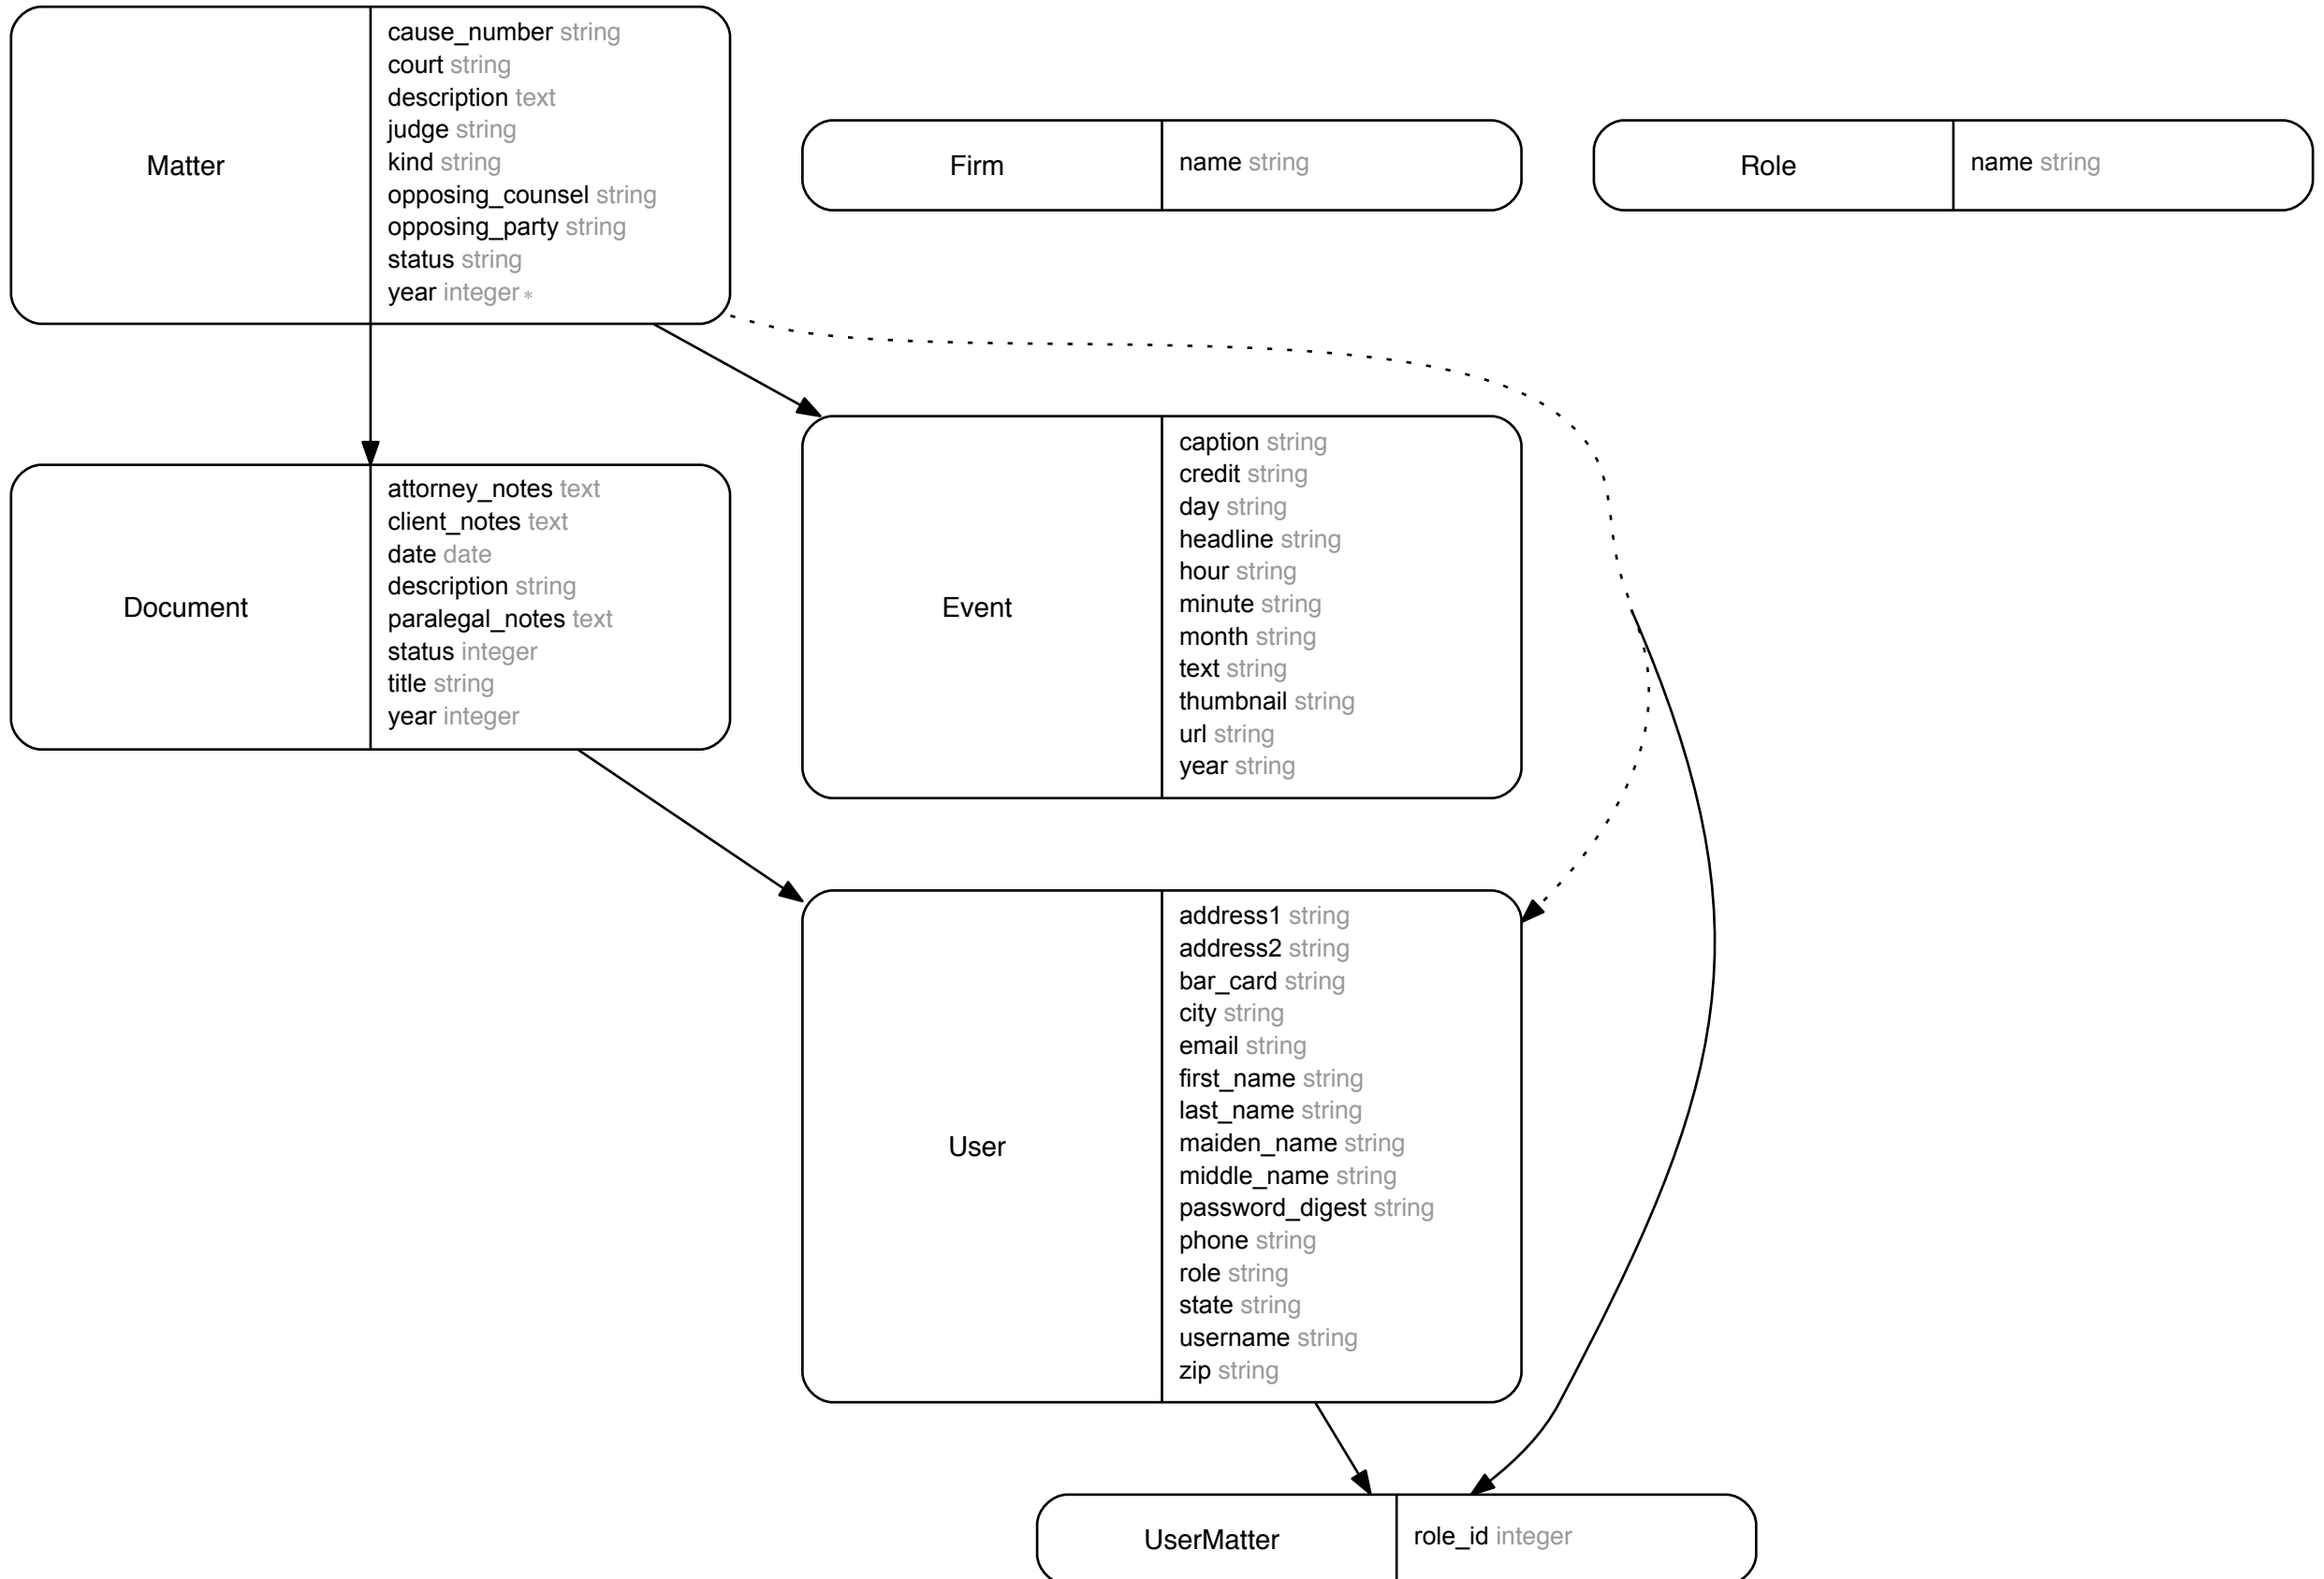 Matter
cause_number string
court string
description text
judge string
kind string
opposing_counsel string
opposing_party string
status string
year integer *
Firm
name string
Role
name string
Document
attorney_notes text
client_notes text
date date
description string
paralegal_notes text
status integer
title string
year integer
Event
caption string
credit string
day string
headline string
hour string
minute string
month string
text string
thumbnail string
url string
year string
User
address1 string
address2 string
bar_card string
city string
email string
first_name string
last_name string
maiden_name string
middle_name string
password_digest string
phone string
role string
state string
username string
zip string
UserMatter
role_id integer